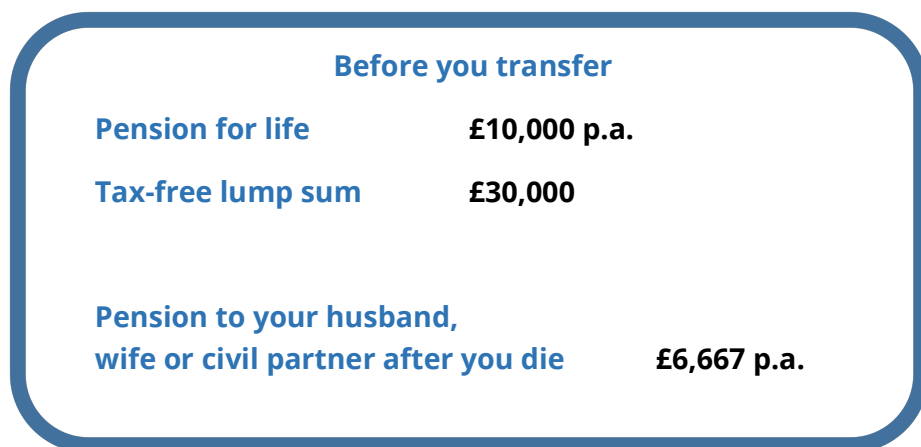 Before you transfer
Pension for life £10,000 p.a.
Tax-free lump sum £30,000
Pension to your husband,
wife or civil partner after you die £6,667 p.a.